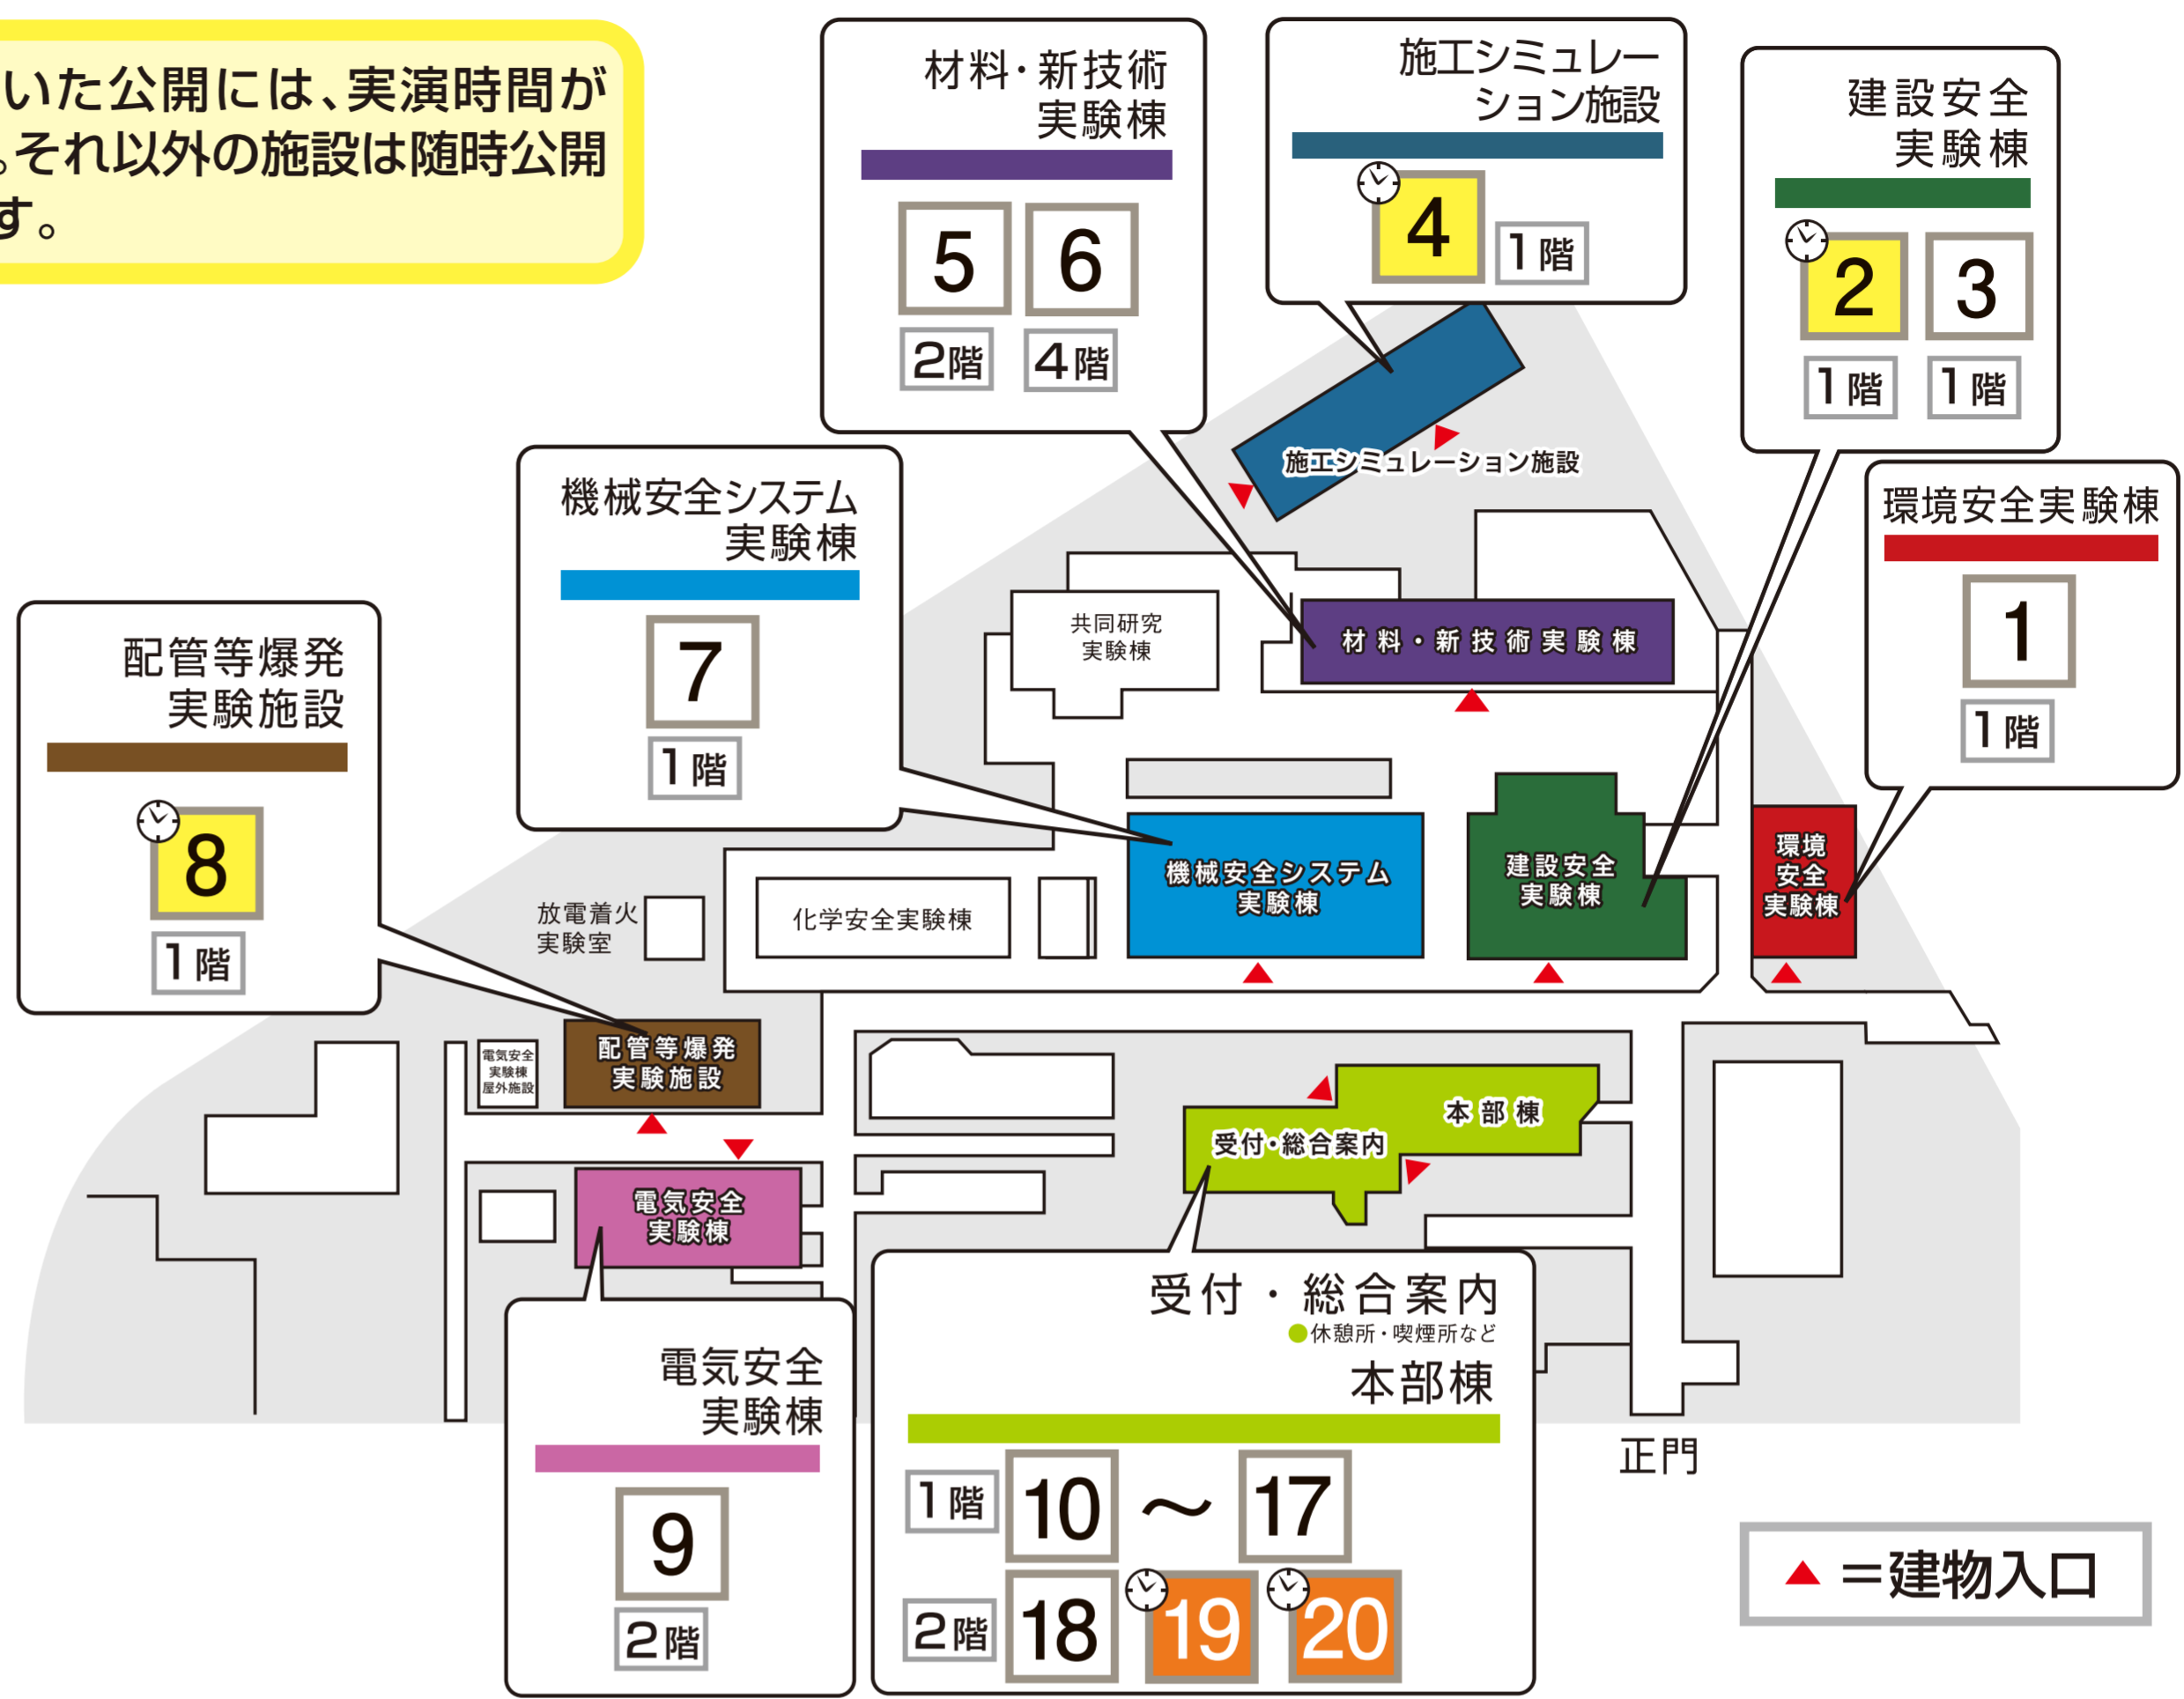 いた公開には、実演時間が
。それ以外の施設は随時公開
す。
材料・新技術
実験棟
5 6
2階 4階
施工シミュレー
ション施設
4 1階
建設安全
実験棟
2 3
1階 1階
環境安全実験棟
1
1階
機械安全システム
実験棟
7
1階
配管等爆発
実験施設
8
1階
施工シミュレーション施設
共同研究
実験棟
材料・新技術実験棟
機械安全システム
実験棟
建設安全
実験棟
環境
安全
実験棟
放電着火
実験室
化学安全実験棟
電気安全
実験棟
屋外施設
配管等爆発
実験施設
本部棟
受付・総合案内
電気安全
実験棟
電気安全
実験棟
9
2階
受付・総合案内
●休憩所・喫煙所など
本部棟
1階 10 〜 17
2階 18 19 20
正門
▲=建物入口